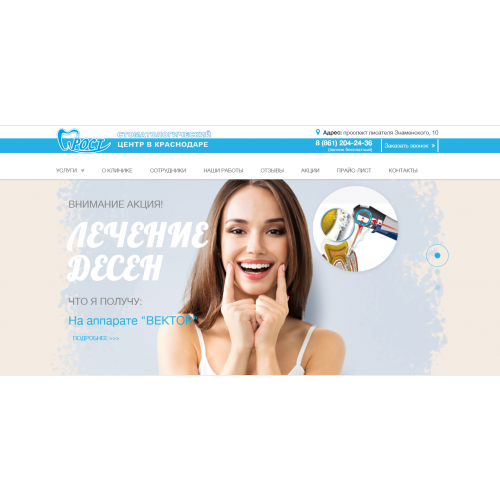 ПРОСТ
СТОМАТОЛОГИЧЕСКИЙ
ЦЕНТР В КРАСНОДАРЕ
Адрес: проспект писателя Знаменского, 10
8 (861) 204-24-36
(звонок бесплатный)
Заказать звонок »
УСЛУГИ О КЛИНИКЕ СОТРУДНИКИ НАШИ РАБОТЫ ОТЗЫВЫ АКЦИИ ПРАЙС-ЛИСТ КОНТАКТЫ
ВНИМАНИЕ АКЦИЯ!
ЛЕЧЕНИЕ
ДЕСЕН
ЧТО Я ПОЛУЧУ:
На аппарате "ВЕКТОР"
ПОДРОБНЕЕ >>>